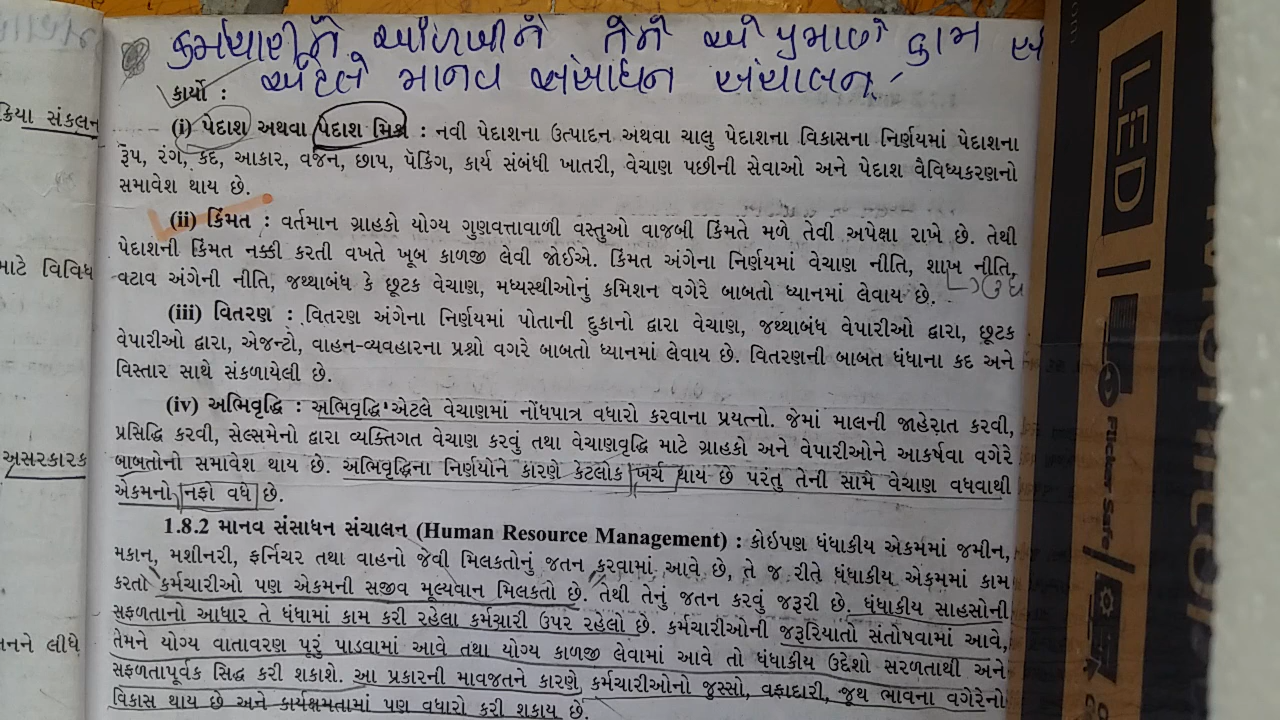 કર્મચારીને ઓળખીને તેને એ પ્રમાણે કામ
એટલે માનવ સંસાધન સંચાલન.
કાર્યો :
(i) પેદાશ અથવા પેદાશ મિશ્ર : નવી પેદાશના ઉત્પાદન અથવા ચાલુ પેદાશના વિકાસના નિર્ણયમાં પેદાશના
રૂપ, રંગ, કદ, આકાર, વજન, છાપ, પૅકિંગ, કાર્ય સંબંધી ખાતરી, વેચાણ પછીની સેવાઓ અને પેદાશ વૈવિધ્યકરણનો
સમાવેશ થાય છે.
(ii) કિંમત : વર્તમાન ગ્રાહકો યોગ્ય ગુણવત્તાવાળી વસ્તુઓ વાજબી કિંમતે મળે તેવી અપેક્ષા રાખે છે. તેથી
પેદાશની કિંમત નક્કી કરતી વખતે ખૂબ કાળજી લેવી જોઈએ. કિંમત અંગેના નિર્ણયમાં વેચાણ નીતિ, શાખ નીતિ,
વટાવ અંગેની નીતિ, જથ્થાબંધ કે છૂટક વેચાણ, મધ્યસ્થીઓનું કમિશન વગેરે બાબતો ધ્યાનમાં લેવાય છે.
(iii) વિતરણ : વિતરણ અંગેના નિર્ણયમાં પોતાની દુકાનો દ્વારા વેચાણ, જથ્થાબંધ વેપારીઓ દ્વારા, છૂટક
વેપારીઓ દ્વારા, એજન્ટો, વાહન-વ્યવહારના પ્રશ્નો વગરે બાબતો ધ્યાનમાં લેવાય છે. વિતરણની બાબત ધંધાના કદ અને
વિસ્તાર સાથે સંકળાયેલી છે.
(iv) અભિવૃદ્ધિ : અભિવૃદ્ધિ એટલે વેચાણમાં નોંધપાત્ર વધારો કરવાના પ્રયત્નો. જેમાં માલની જાહેરાત કરવી,
પ્રસિદ્ધિ કરવી, સેલ્સમેનો દ્વારા વ્યક્તિગત વેચાણ કરવું તથા વેચાણવૃદ્ધિ માટે ગ્રાહકો અને વેપારીઓને આકર્ષવા વગેરે
બાબતોનો સમાવેશ થાય છે. અભિવૃદ્ધિના નિર્ણયોને કારણે કેટલોક ખર્ચ થાય છે પરંતુ તેની સામે વેચાણ વધવાથી
એકમનો નફો વધે છે.
1.8.2 માનવ સંસાધન સંચાલન (Human Resource Management) : કોઈપણ ધંધાકીય એકમમાં જમીન,
મકાન, મશીનરી, ફર્નિચર તથા વાહનો જેવી મિલકતોનું જતન કરવામાં આવે છે, તે જ રીતે ધંધાકીય એકમમાં કામ
કરતો કર્મચારીઓ પણ એકમની સજીવ મૂલ્યવાન મિલકતો છે. તેથી તેનું જતન કરવું જરૂરી છે. ધંધાકીય સાહસોની
સફળતાનો આધાર તે ધંધામાં કામ કરી રહેલા કર્મચારી ઉપર રહેલો છે. કર્મચારીઓની જરૂરિયાતો સંતોષવામાં આવે,
તેમને યોગ્ય વાતાવરણ પૂરું પાડવામાં આવે તથા યોગ્ય કાળજી લેવામાં આવે તો ધંધાકીય ઉદ્દેશો સરળતાથી અને
સફળતાપૂર્વક સિદ્ધ કરી શકાશે. આ પ્રકારની માવજતને કારણે કર્મચારીઓનો જુસ્સો, વફાદારી, જૂથ ભાવના વગેરેનો
વિકાસ થાય છે અને કાર્યક્ષમતામાં પણ વધારો કરી શકાય છે.
ક્રિયા સંકલન
માટે વિવિધ
અસરકારક
LED
Monitor
Flicker Safe